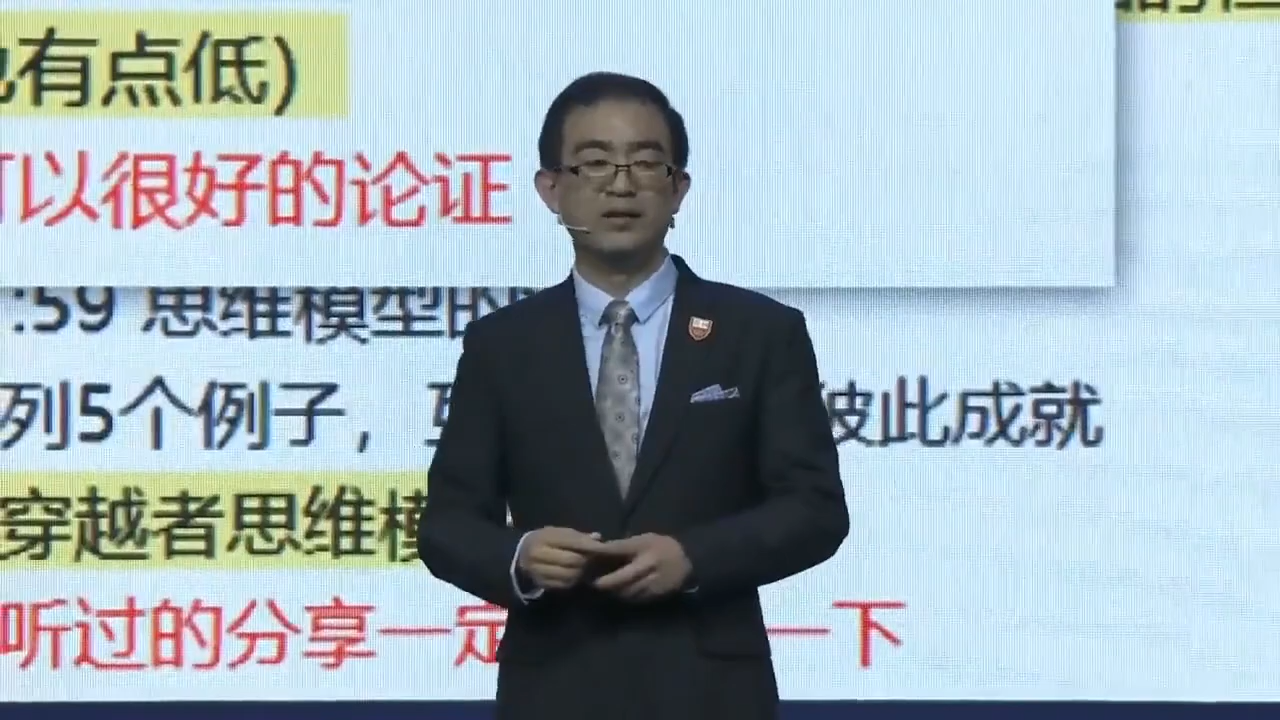 有点低)
以很好的论证
:59 思维模型的
列5个例子,
彼此成就
穿越者思维模
听过的分享一定
一下